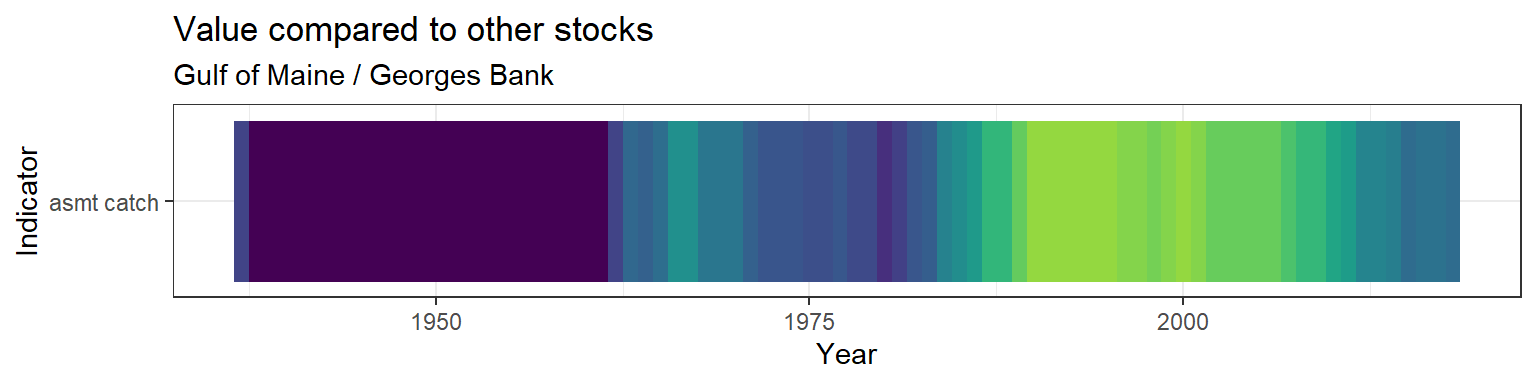 Value compared to other stocks
Gulf of Maine / Georges Bank
Indicator
asmt catch
1950 1975 2000
Year